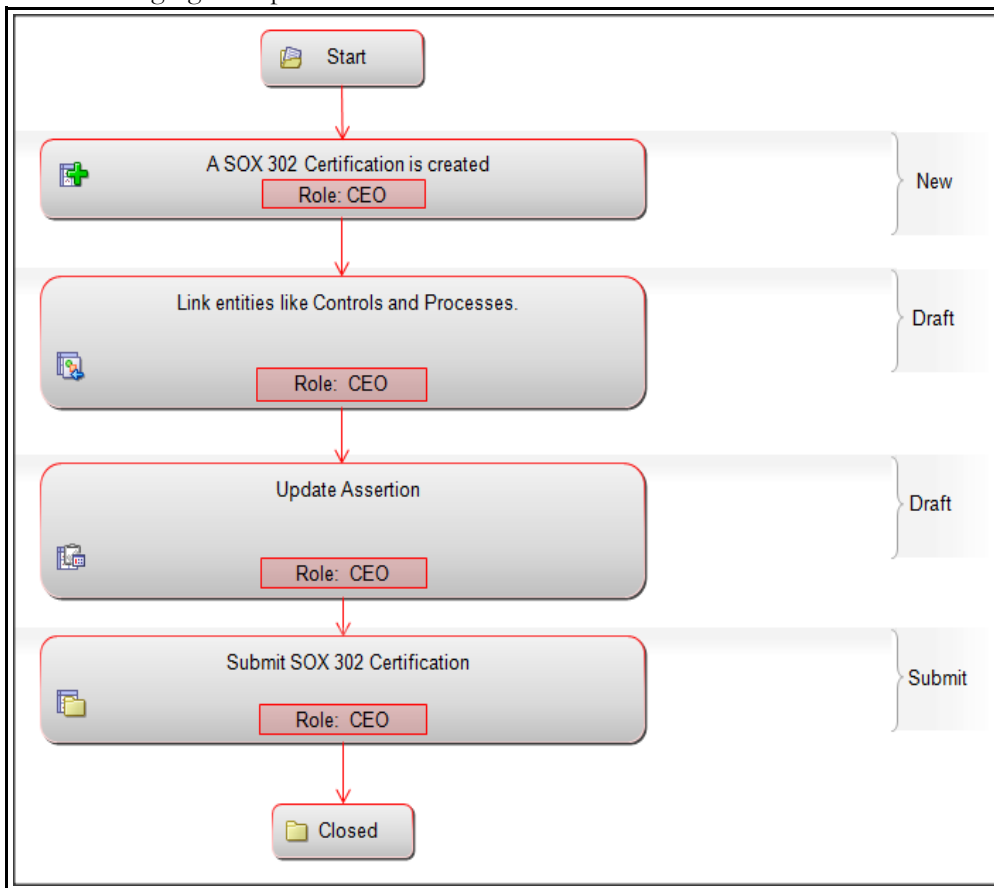 Start
A SOX 302 Certification is created
Role: CEO
New
Link entities like Controls and Processes.
Role: CEO
Draft
Update Assertion
Role: CEO
Draft
Submit SOX 302 Certification
Role: CEO
Submit
Closed